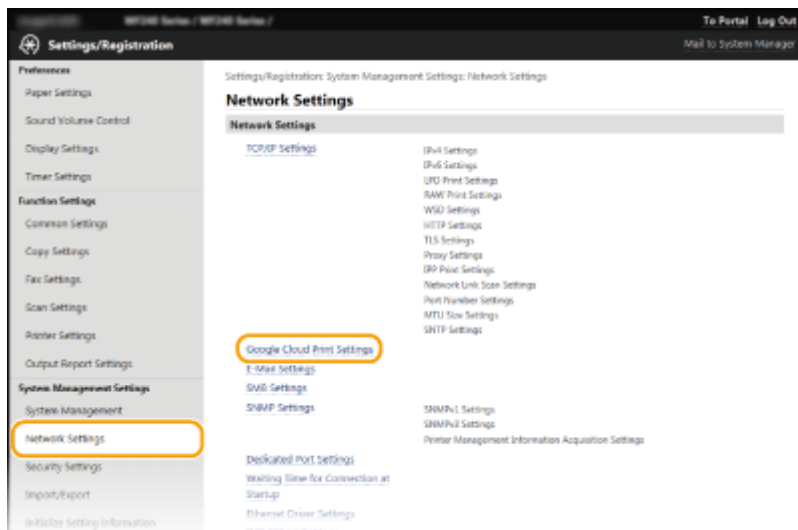 MF240 Series / MF240 Series /
To Portal Log Out
Settings/Registration
Mail to System Manager
Preferences
Paper Settings
Sound Volume Control
Display Settings
Timer Settings
Function Settings
Common Settings
Copy Settings
Fax Settings
Scan Settings
Printer Settings
Output Report Settings
System Management Settings
System Management
Network Settings
Security Settings
Import/Export
Initialize Setting Information
Settings/Registration: System Management Settings: Network Settings
Network Settings
Network Settings
TCP/IP Settings
IPv4 Settings
IPv6 Settings
LPD Print Settings
RAW Print Settings
WSD Settings
HTTP Settings
TLS Settings
Proxy Settings
IPP Print Settings
Network Link Scan Settings
Port Number Settings
MTU Size Settings
SNTP Settings
Google Cloud Print Settings
E-Mail Settings
SMB Settings
SNMP Settings
SNMPv1 Settings
SNMPv3 Settings
Printer Management Information Acquisition Settings
Dedicated Port Settings
Waiting Time for Connection at
Startup
Ethernet Driver Settings